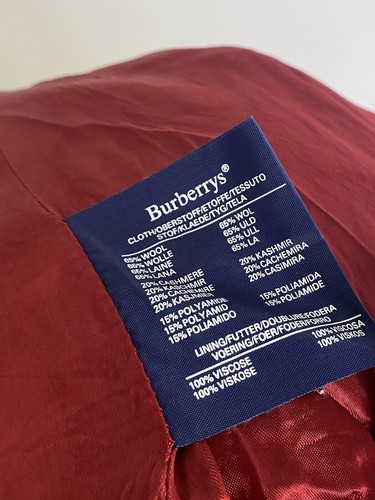 Burberrys®
CLOTH/OBERSTOFF/ETOFFE/TESSUTO
STOF/KLAEDE/TYG/TELA
65% WOOL 65% WOL
65% WOLLE 65% ULD
65% LAINE 65% ULL
65% LANA 65% LA
20% CASHMERE 20% KASHMIR
20% KASCHMIR 20% CACHEMIRA
20% CACHEMIRE 20% CASIMIRA
20% KASJMIER
15% POLYAMIDE 15% POLIAMIDA
15% POLYAMID 15% POLIAMIDE
15% POLIAMIDO
LINING/FUTTER/DOUBLURE/FODERA
VOERING/FOER/FODER/FORRO
100% VISCOSE 100% VISCOSA
100% VISKOSE 100% VISKOS